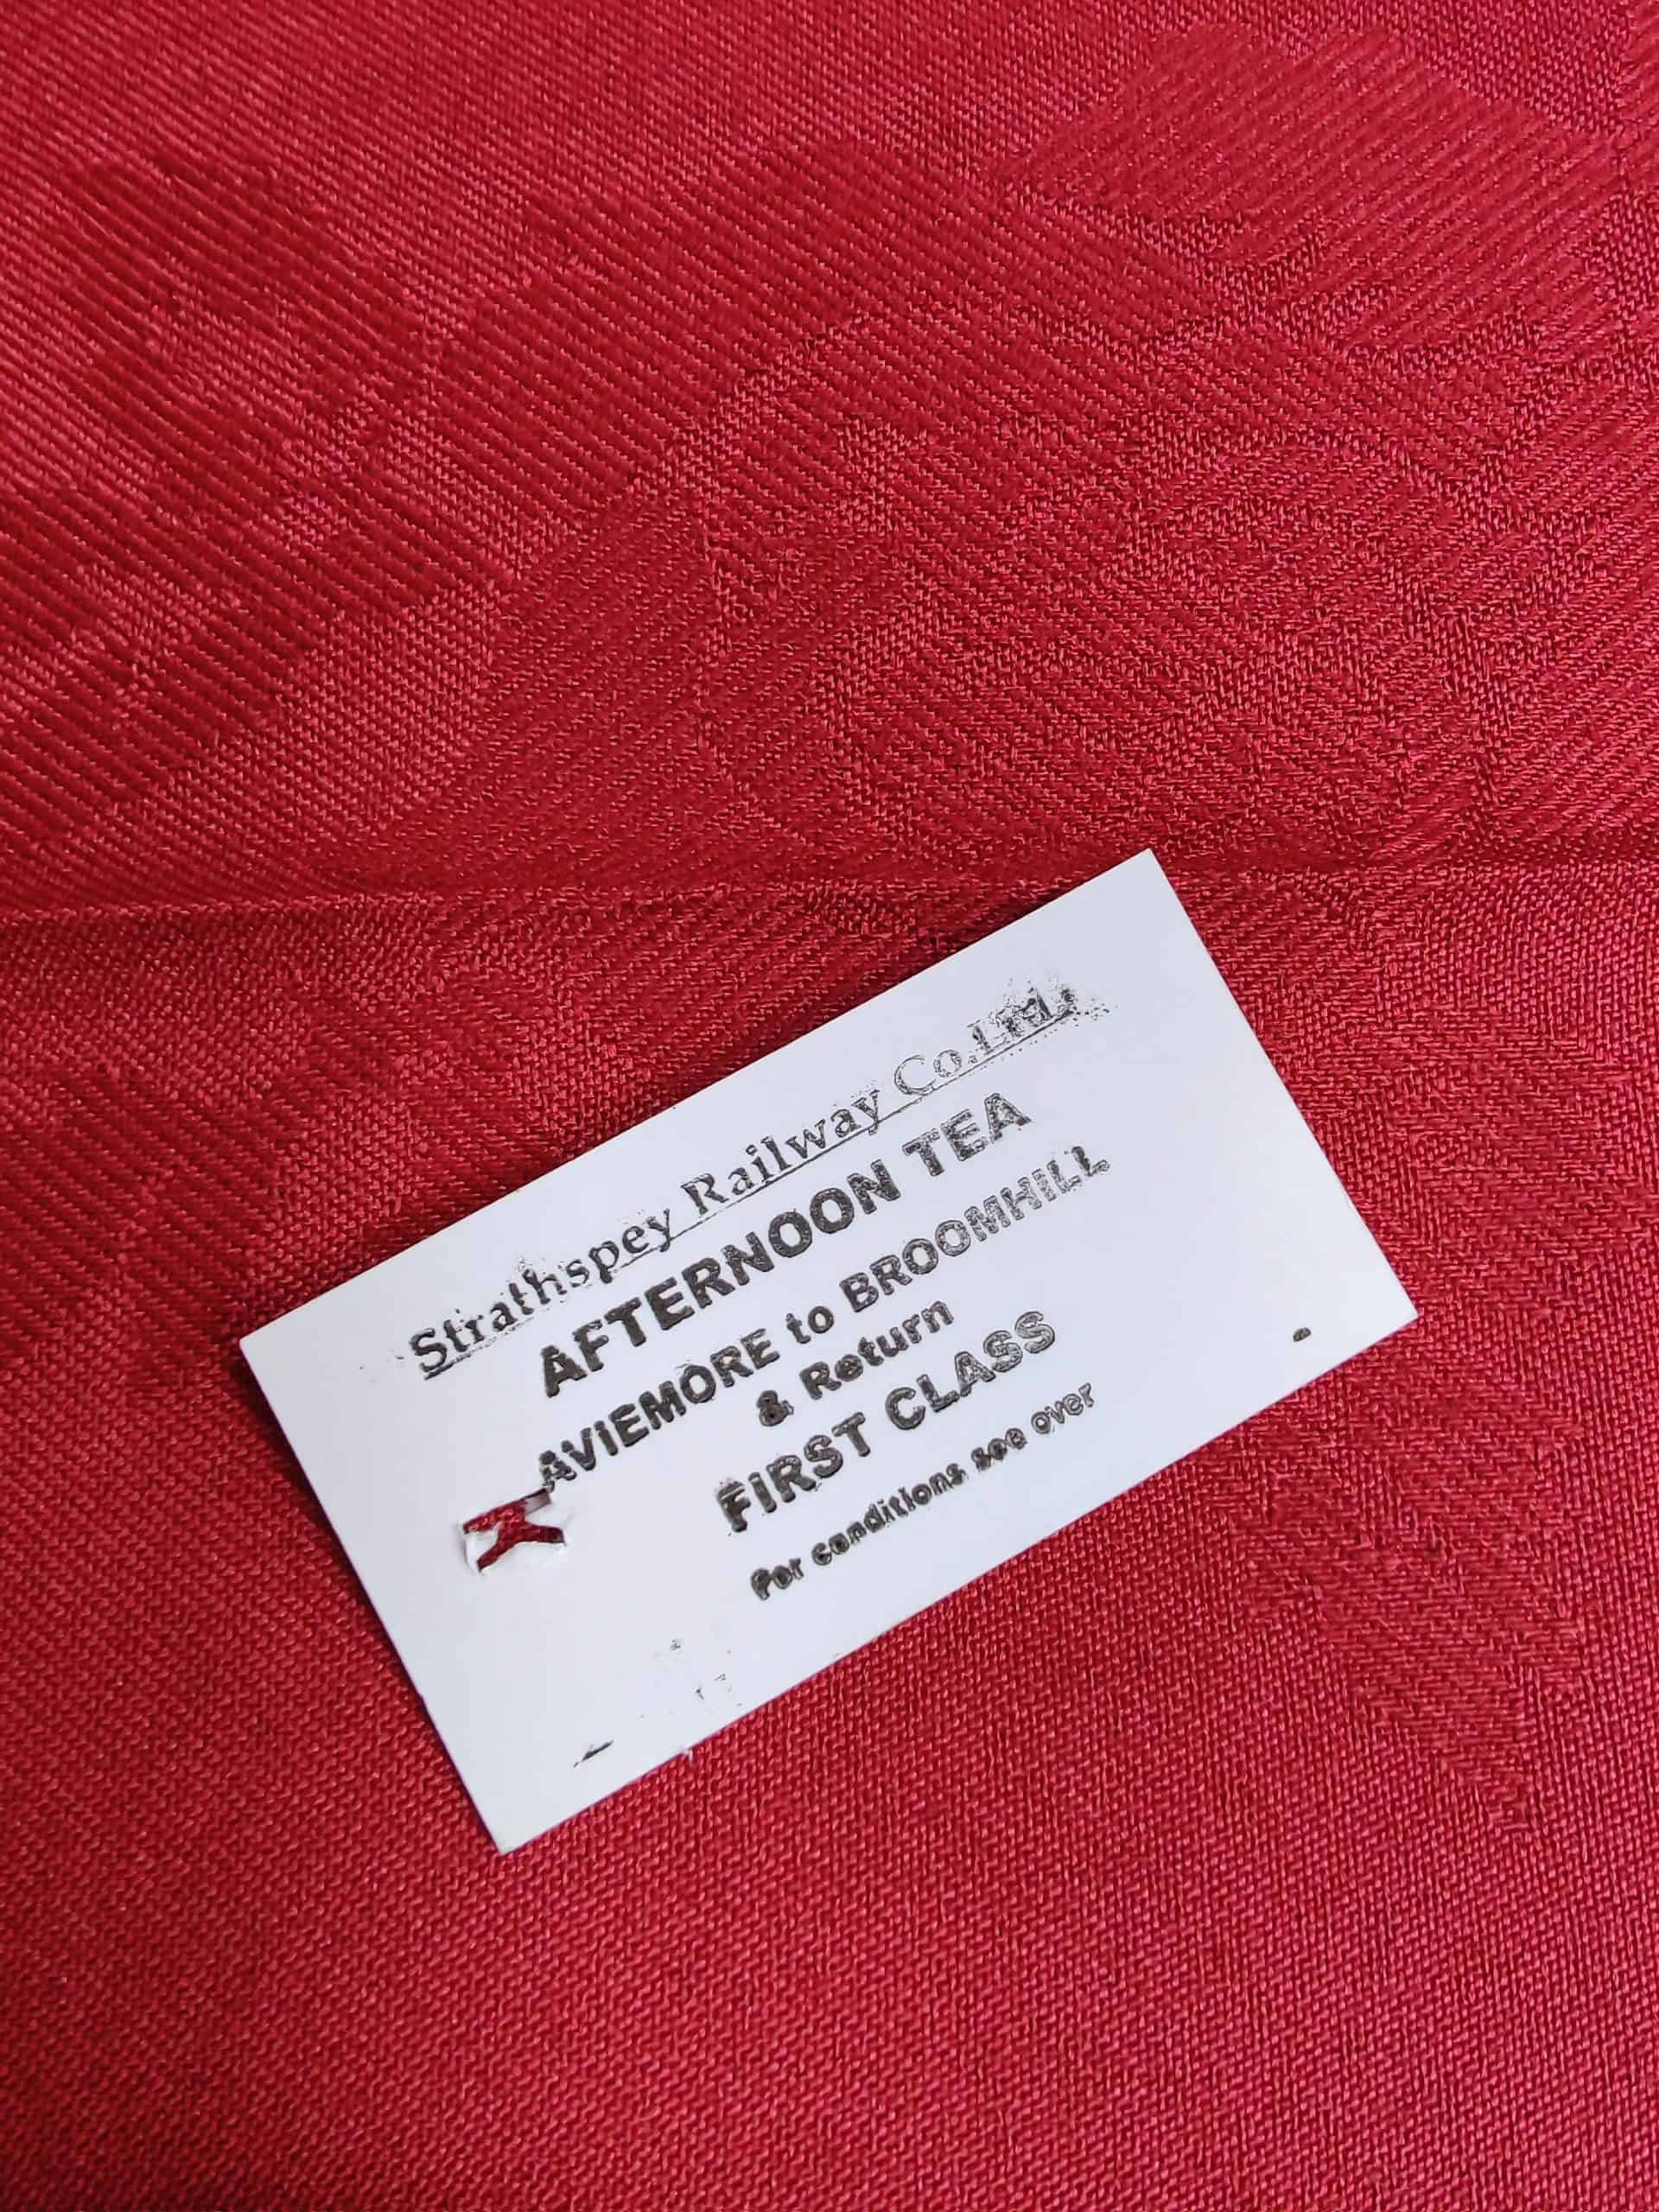 Strathspey Railway Co.Ltd.
AFTERNOON TEA
AVIEMORE to BROOMHILL
& Return
FIRST CLASS
For conditions see over